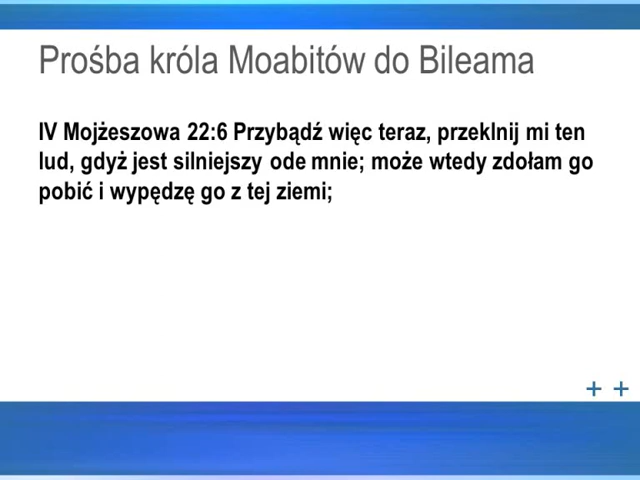 Prośba króla Moabitów do Bileama
IV Mojżeszowa 22:6 Przybądź więc teraz, przeklnij mi ten
lud, gdyż jest silniejszy ode mnie; może wtedy zdołam go
pobić i wypędzę go z tej ziemi;
+ +